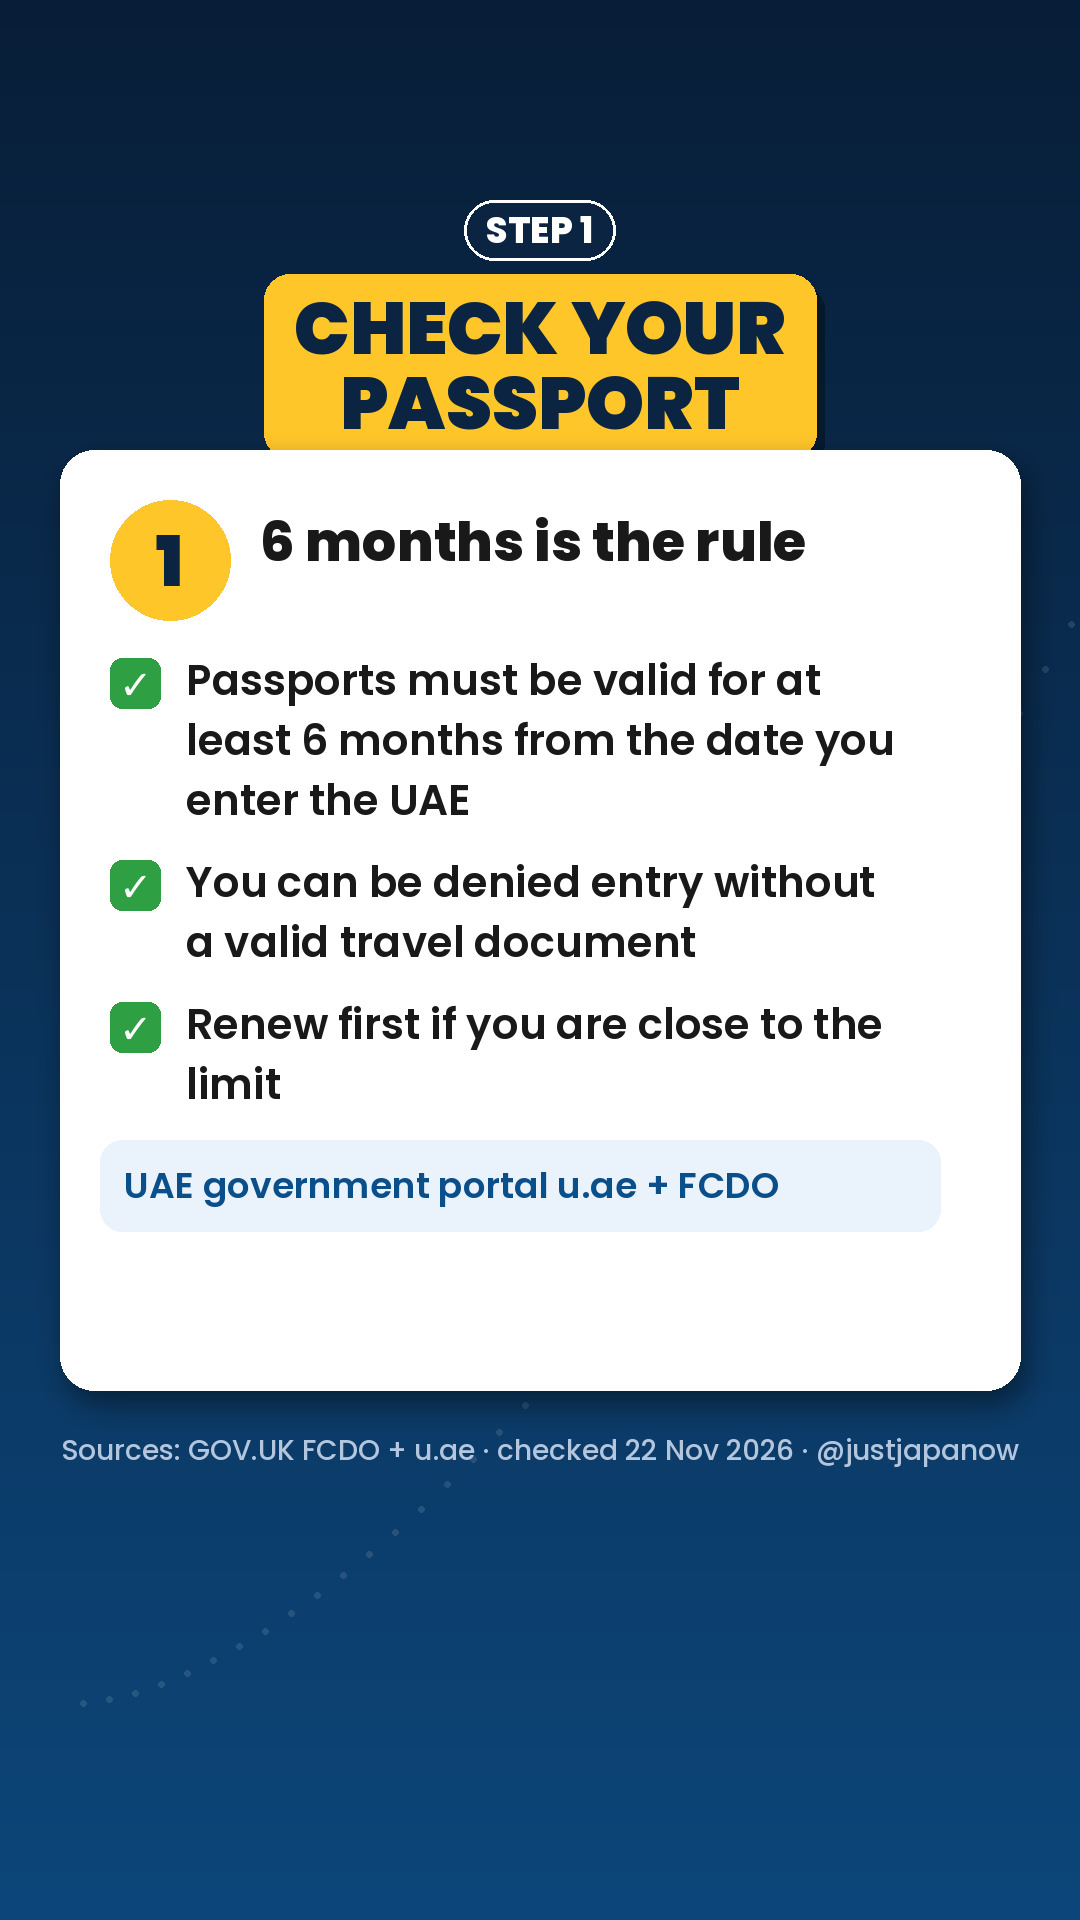 STEP 1
CHECK YOUR
PASSPORT
1
6 months is the rule
✓ Passports must be valid for at
least 6 months from the date you
enter the UAE
✓ You can be denied entry without
a valid travel document
✓ Renew first if you are close to the
limit
UAE government portal u.ae + FCDO
Sources: GOV.UK FCDO + u.ae · checked 22 Nov 2026 · @justjapanow